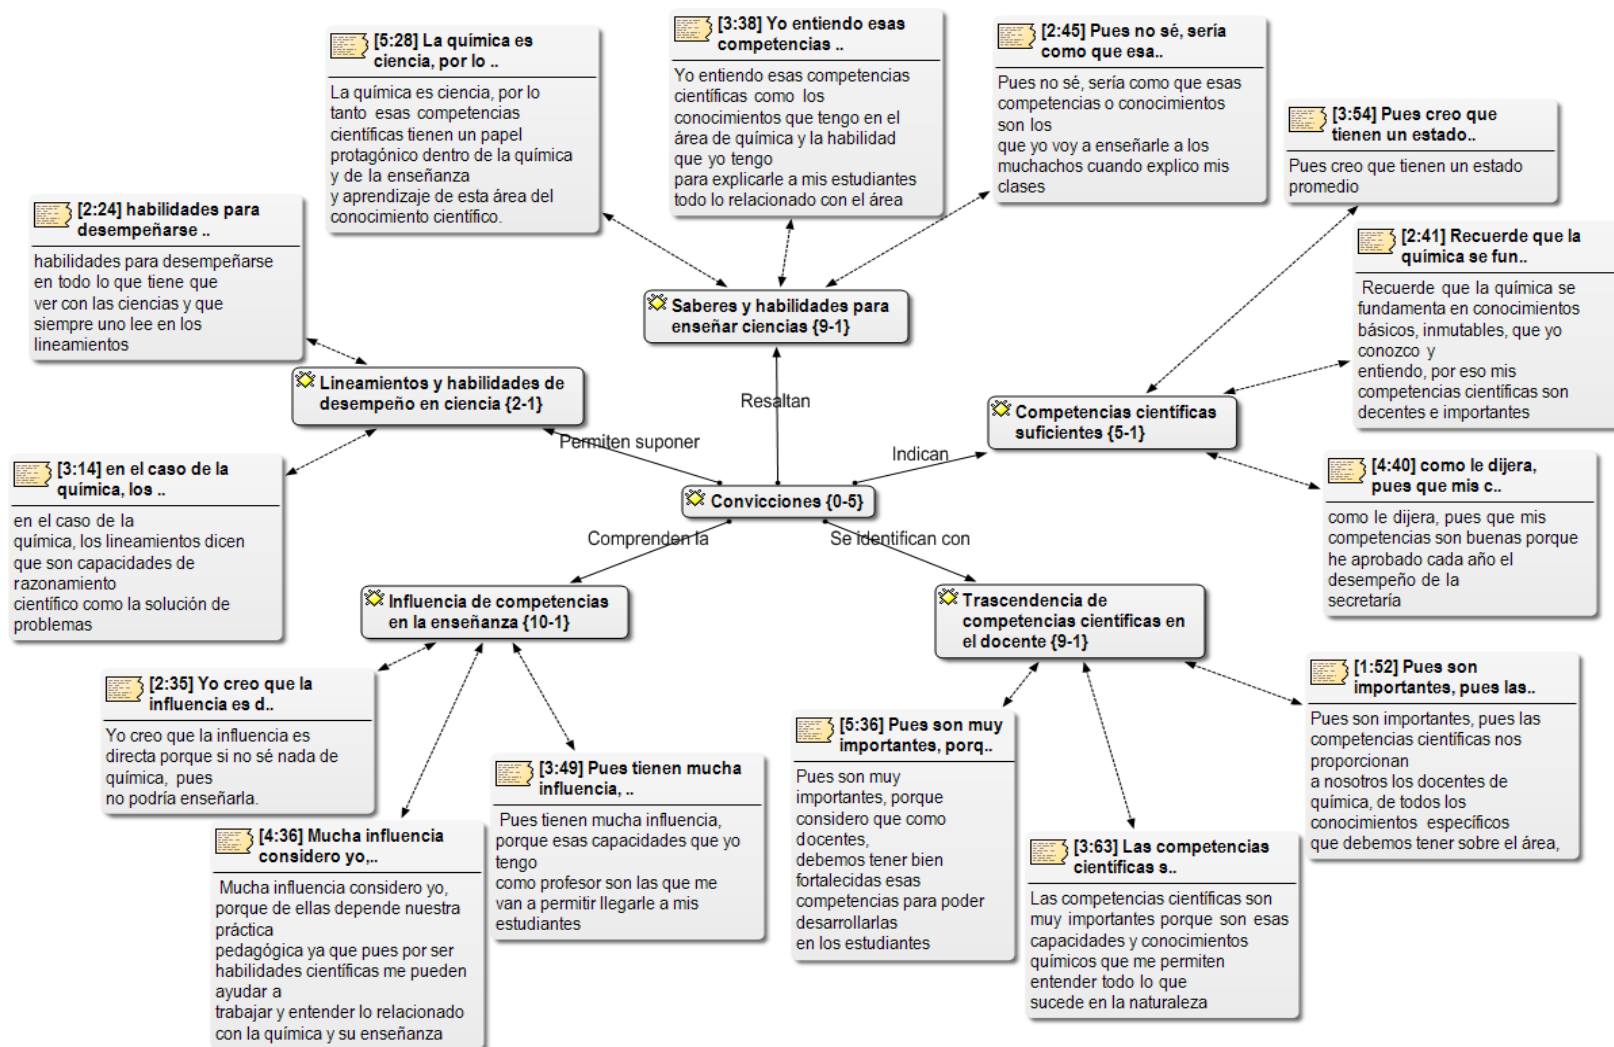 [5:28] La química es
ciencia, por lo ..
La química es ciencia, por lo
tanto esas competencias
científicas tienen un papel
protagónico dentro de la química
y de la enseñanza
y aprendizaje de esta área del
conocimiento científico.
[3:38] Yo entiendo esas
competencias ..
Yo entiendo esas competencias
científicas como los
conocimientos que tengo en el
área de química y la habilidad
que yo tengo
para explicarle a mis estudiantes
todo lo relacionado con el área
[2:45] Pues no sé, sería
como que esa..
Pues no sé, sería como que esas
competencias o conocimientos
son los
que yo voy a enseñarle a los
muchachos cuando explico mis
clases
[3:54] Pues creo que
tienen un estado..
Pues creo que tienen un estado
promedio
[2:24] habilidades para
desempeñarse ..
habilidades para desempeñarse
en todo lo que tiene que
ver con las ciencias y que
siempre uno lee en los
lineamientos
[2:41] Recuerde que la
química se fun..
Recuerde que la química se
fundamenta en conocimientos
básicos, inmutables, que yo
conozco y
entiendo, por eso mis
competencias científicas son
decentes e importantes
Saberes y habilidades para
enseñar ciencias {9-1}
Lineamientos y habilidades de
desempeño en ciencia {2-1}
Competencias científicas
suficientes {5-1}
Resaltan
Permiten suponer
Indican
[3:14] en el caso de la
química, los ..
en el caso de la
química, los lineamientos dicen
que son capacidades de
razonamiento
científico como la solución de
problemas
[4:40] como le dijera,
pues que mis c..
como le dijera, pues que mis
competencias son buenas porque
he aprobado cada año el
desempeño de la
secretaría
Convicciones {0-5}
Comprenden la
Se identifican con
Influencia de competencias
en la enseñanza {10-1}
Trascendencia de
competencias científicas en
el docente {9-1}
[2:35] Yo creo que la
influencia es d..
Yo creo que la influencia es
directa porque si no sé nada de
química, pues
no podría enseñarla.
[4:36] Mucha influencia
considero yo,..
Mucha influencia considero yo,
porque de ellas depende nuestra
práctica
pedagógica ya que pues por ser
habilidades científicas me pueden
ayudar a
trabajar y entender lo relacionado
con la química y su enseñanza
[3:49] Pues tienen mucha
influencia, ..
Pues tienen mucha influencia,
porque esas capacidades que yo
tengo
como profesor son las que me
van a permitir llegarle a mis
estudiantes
[5:36] Pues son muy
importantes, porq..
Pues son muy
importantes, porque
considero que como
docentes,
debemos tener bien
fortalecidas esas
competencias para poder
desarrollarlas
en los estudiantes
[3:63] Las competencias
científicas s..
Las competencias científicas son
muy importantes porque son esas
capacidades y conocimientos
químicos que me permiten
entender todo lo que
sucede en la naturaleza
[1:52] Pues son
importantes, pues las..
Pues son importantes, pues las
competencias científicas nos
proporcionan
a nosotros los docentes de
química, de todos los
conocimientos específicos
que debemos tener sobre el área,